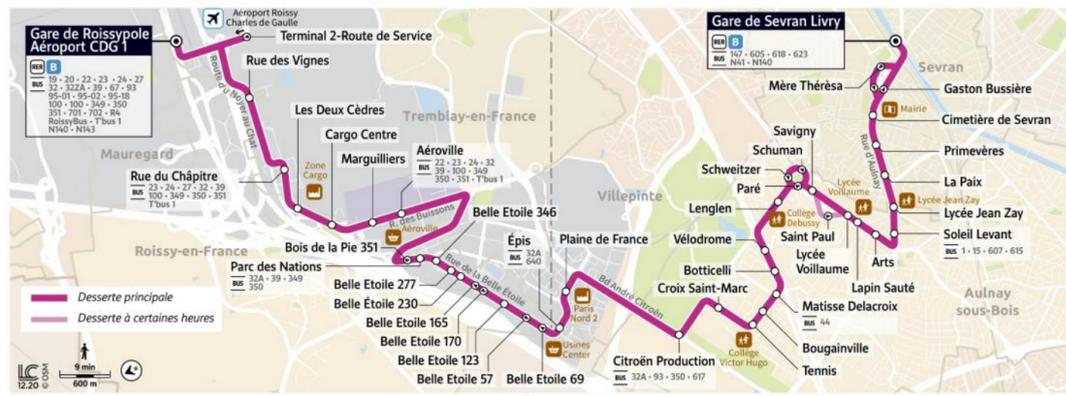 Gare de Roissypole
Aéroport CDG 1
RER B
BUS
19 • 20 • 22 • 23 • 24 • 27
32 • 32ZA • 39 • 67 • 93
95-01 • 95-02 • 95-18
100 • 100 • 349 • 350
351 • 701 • 702 • R4
RoissyBus • T'bus 1
N140 • N143
Aéroport Roissy
Charles de Gaulle
Terminal 2-Route de Service
Rue des Vignes
Route d'u Noyer au Chat
Les Deux Cèdres
Cargo Centre
Marguilliers
Aéroville
BUS 22 • 23 • 24 • 32
39 • 100 • 349
350 • 351 • T'bus 1
Tremblay-en-France
Mauregard
Zone
Cargo
Rue du Châpitre
BUS 23 • 24 • 27 • 32 • 39
100 • 349 • 350 • 351
T'bus 1
R. des Buissons
Aéroville
Roissy-en-France
Bois de la Pie 351
Parc des Nations
BUS 32A • 39 • 349
350
Belle Etoile 346
Rue de la Belle Etoile
Belle Etoile 277
Belle Étoile 230
Belle Etoile 165
Belle Etoile 170
Belle Etoile 123
Belle Etoile 57
Belle Etoile 69
Épis
BUS 32A
640
Usines
Center
Plaine de France
Paris
Nord 2
Villepinte
Bd André Citroën
Citroën Production
BUS 32A • 93 • 350 • 617
Croix Saint-Marc
Collège
Victor Hugo
Tennis
Bougainville
Matisse Delacroix
BUS 44
Botticelli
Vélodrome
Lenglen
Paré
Schweitzer
Schuman
Savigny
Collège
Debussy
Saint Paul
Lycée
Voillaume
Lycée
Voillaume
Lapin Sauté
Arts
Soleil Levant
BUS 1 • 15 • 607 • 615
Lycée Jean Zay
Lycée Jean Zay
La Paix
Primevères
Rue d'Aulnay
Cimetière de Sevran
Mairie
Gaston Bussière
Mère Thérèsa
Sevran
Gare de Sevran Livry
RER B
BUS 147 • 605 • 618 • 623
N41 • N140
Aulnay
sous-Bois
Desserte principale
Desserte à certaines heures
9 min
600 m
LC
12.20
© OSM